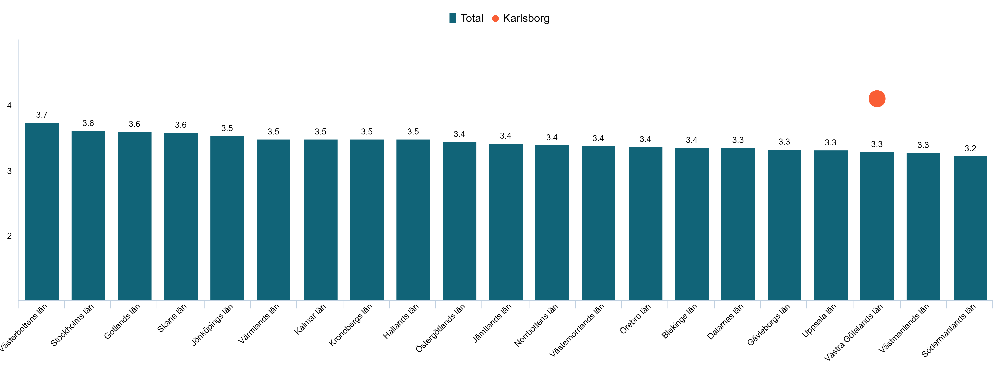 Total Karlsborg
4
3
2
3.7 3.6 3.6 3.6 3.5 3.5 3.5 3.5 3.5 3.4 3.4 3.4 3.4 3.4 3.4 3.3 3.3 3.3 3.3 3.3 3.2
Västerbottens län
Stockholms län
Gotlands län
Skåne län
Jönköpings län
Värmlands län
Kalmar län
Kronobergs län
Hallands län
Östergötlands län
Jämtlands län
Norrbottens län
Västernorrlands län
Örebro län
Blekinge län
Dalarnas län
Gävleborgs län
Uppsala län
Västra Götalands län
Västmanlands län
Södermanlands län